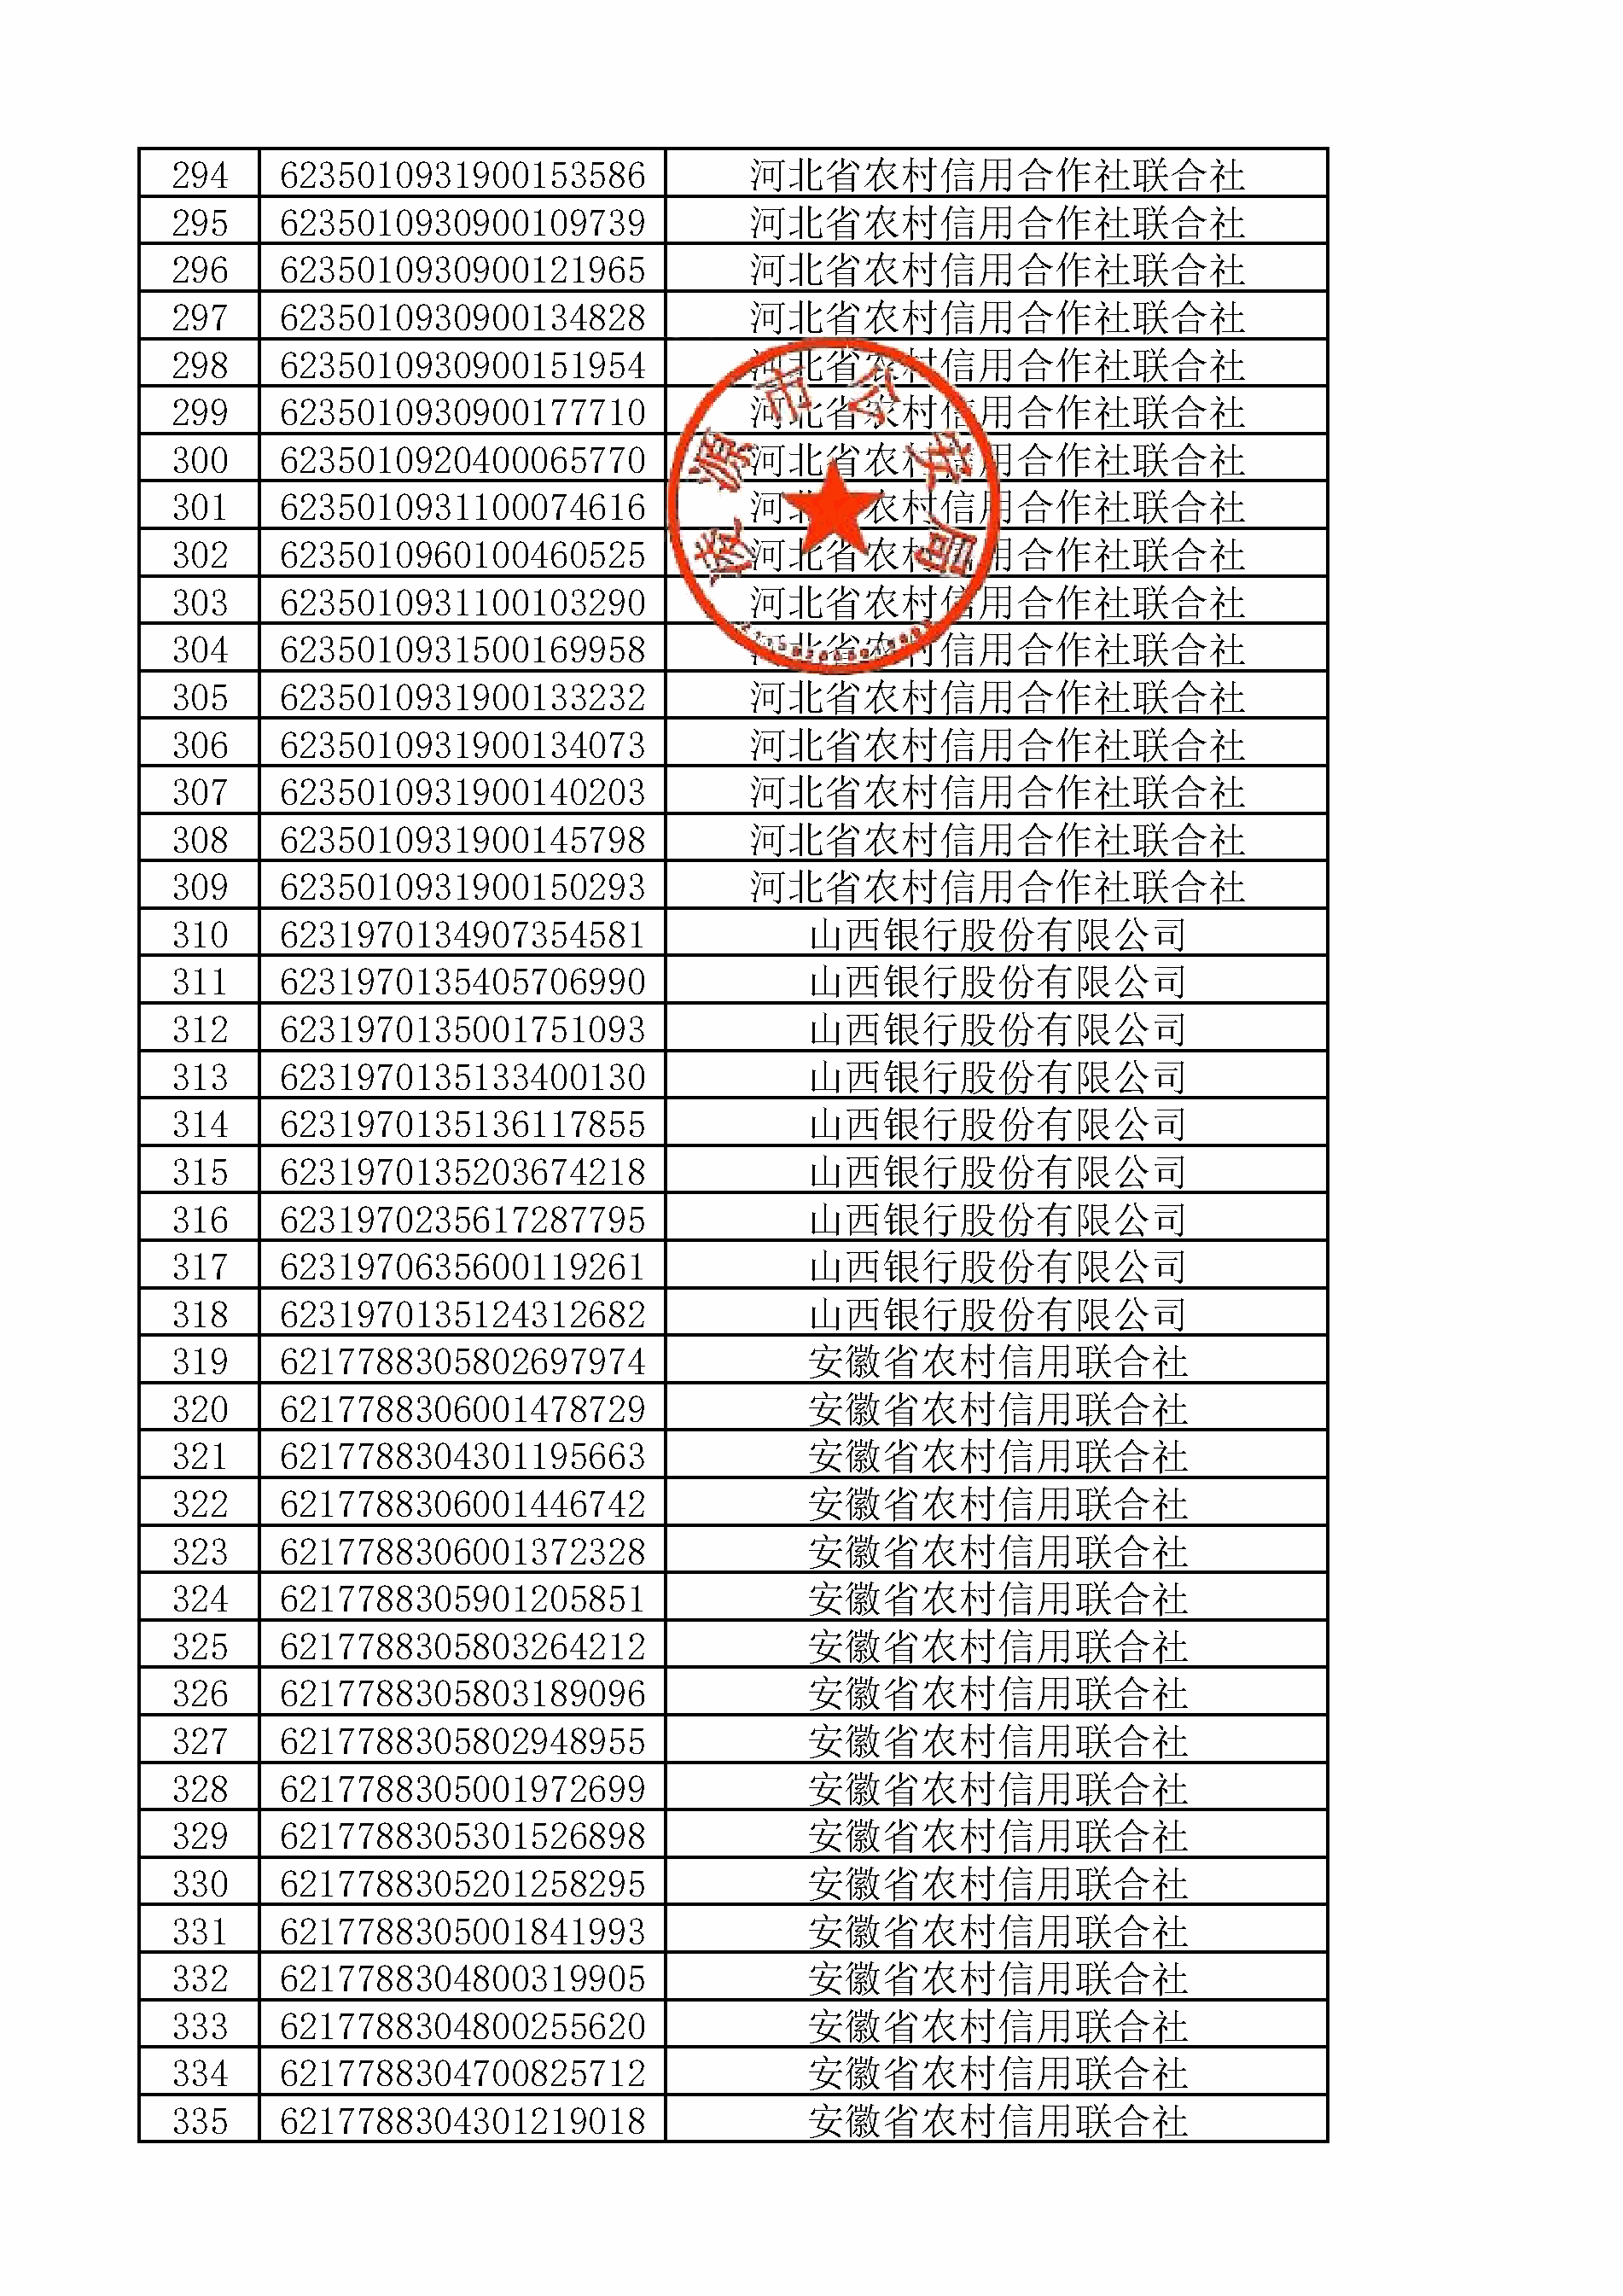 294 6235010931900153586 河北省农村信用合作社联合社
295 6235010930900109739 河北省农村信用合作社联合社
296 6235010930900121965 河北省农村信用合作社联合社
297 6235010930900134828 河北省农村信用合作社联合社
298 6235010930900151954 河北省农村信用合作社联合社
299 6235010930900177710 河北省农村信用合作社联合社
300 6235010920400065770 河北省农村信用合作社联合社
301 6235010931100074616 河北省农村信用合作社联合社
302 6235010960100460525 河北省农村信用合作社联合社
303 6235010931100103290 河北省农村信用合作社联合社
304 6235010931500169958 河北省农村信用合作社联合社
凌源市公安局
305 6235010931900133232 河北省农村信用合作社联合社
306 6235010931900134073 河北省农村信用合作社联合社
307 6235010931900140203 河北省农村信用合作社联合社
308 6235010931900145798 河北省农村信用合作社联合社
309 6235010931900150293 河北省农村信用合作社联合社
310 6231970134907354581 山西银行股份有限公司
311 6231970135405706990 山西银行股份有限公司
312 6231970135001751093 山西银行股份有限公司
313 6231970135133400130 山西银行股份有限公司
314 6231970135136117855 山西银行股份有限公司
315 6231970135203674218 山西银行股份有限公司
316 6231970235617287795 山西银行股份有限公司
317 6231970635600119261 山西银行股份有限公司
318 6231970135124312682 山西银行股份有限公司
319 6217788305802697974 安徽省农村信用联合社
320 6217788306001478729 安徽省农村信用联合社
321 6217788304301195663 安徽省农村信用联合社
322 6217788306001446742 安徽省农村信用联合社
323 6217788306001372328 安徽省农村信用联合社
324 6217788305901205851 安徽省农村信用联合社
325 6217788305803264212 安徽省农村信用联合社
326 6217788305803189096 安徽省农村信用联合社
327 6217788305802948955 安徽省农村信用联合社
328 6217788305001972699 安徽省农村信用联合社
329 6217788305301526898 安徽省农村信用联合社
330 6217788305201258295 安徽省农村信用联合社
331 6217788305001841993 安徽省农村信用联合社
332 6217788304800319905 安徽省农村信用联合社
333 6217788304800255620 安徽省农村信用联合社
334 6217788304700825712 安徽省农村信用联合社
335 6217788304301219018 安徽省农村信用联合社